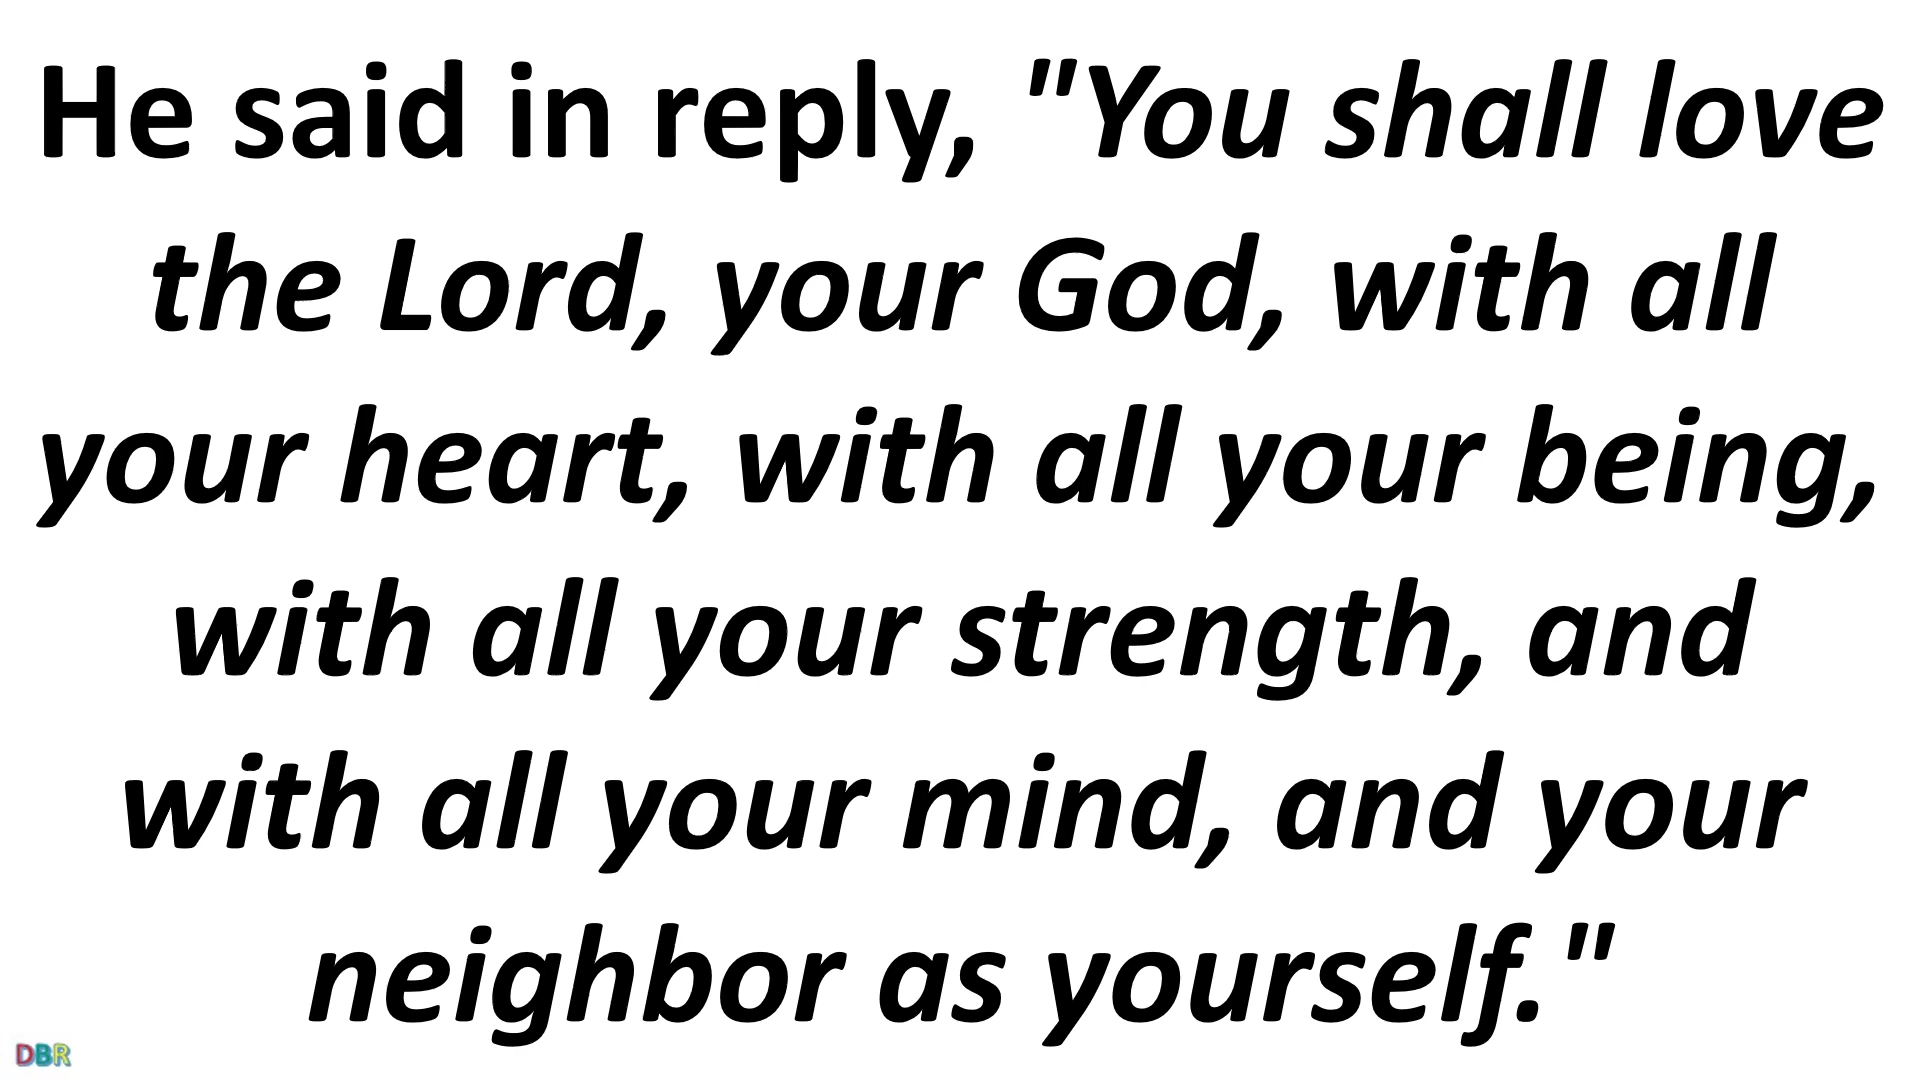 He said in reply, "You shall love
the Lord, your God, with all
your heart, with all your being,
with all your strength, and
with all your mind, and your
neighbor as yourself."
DBR